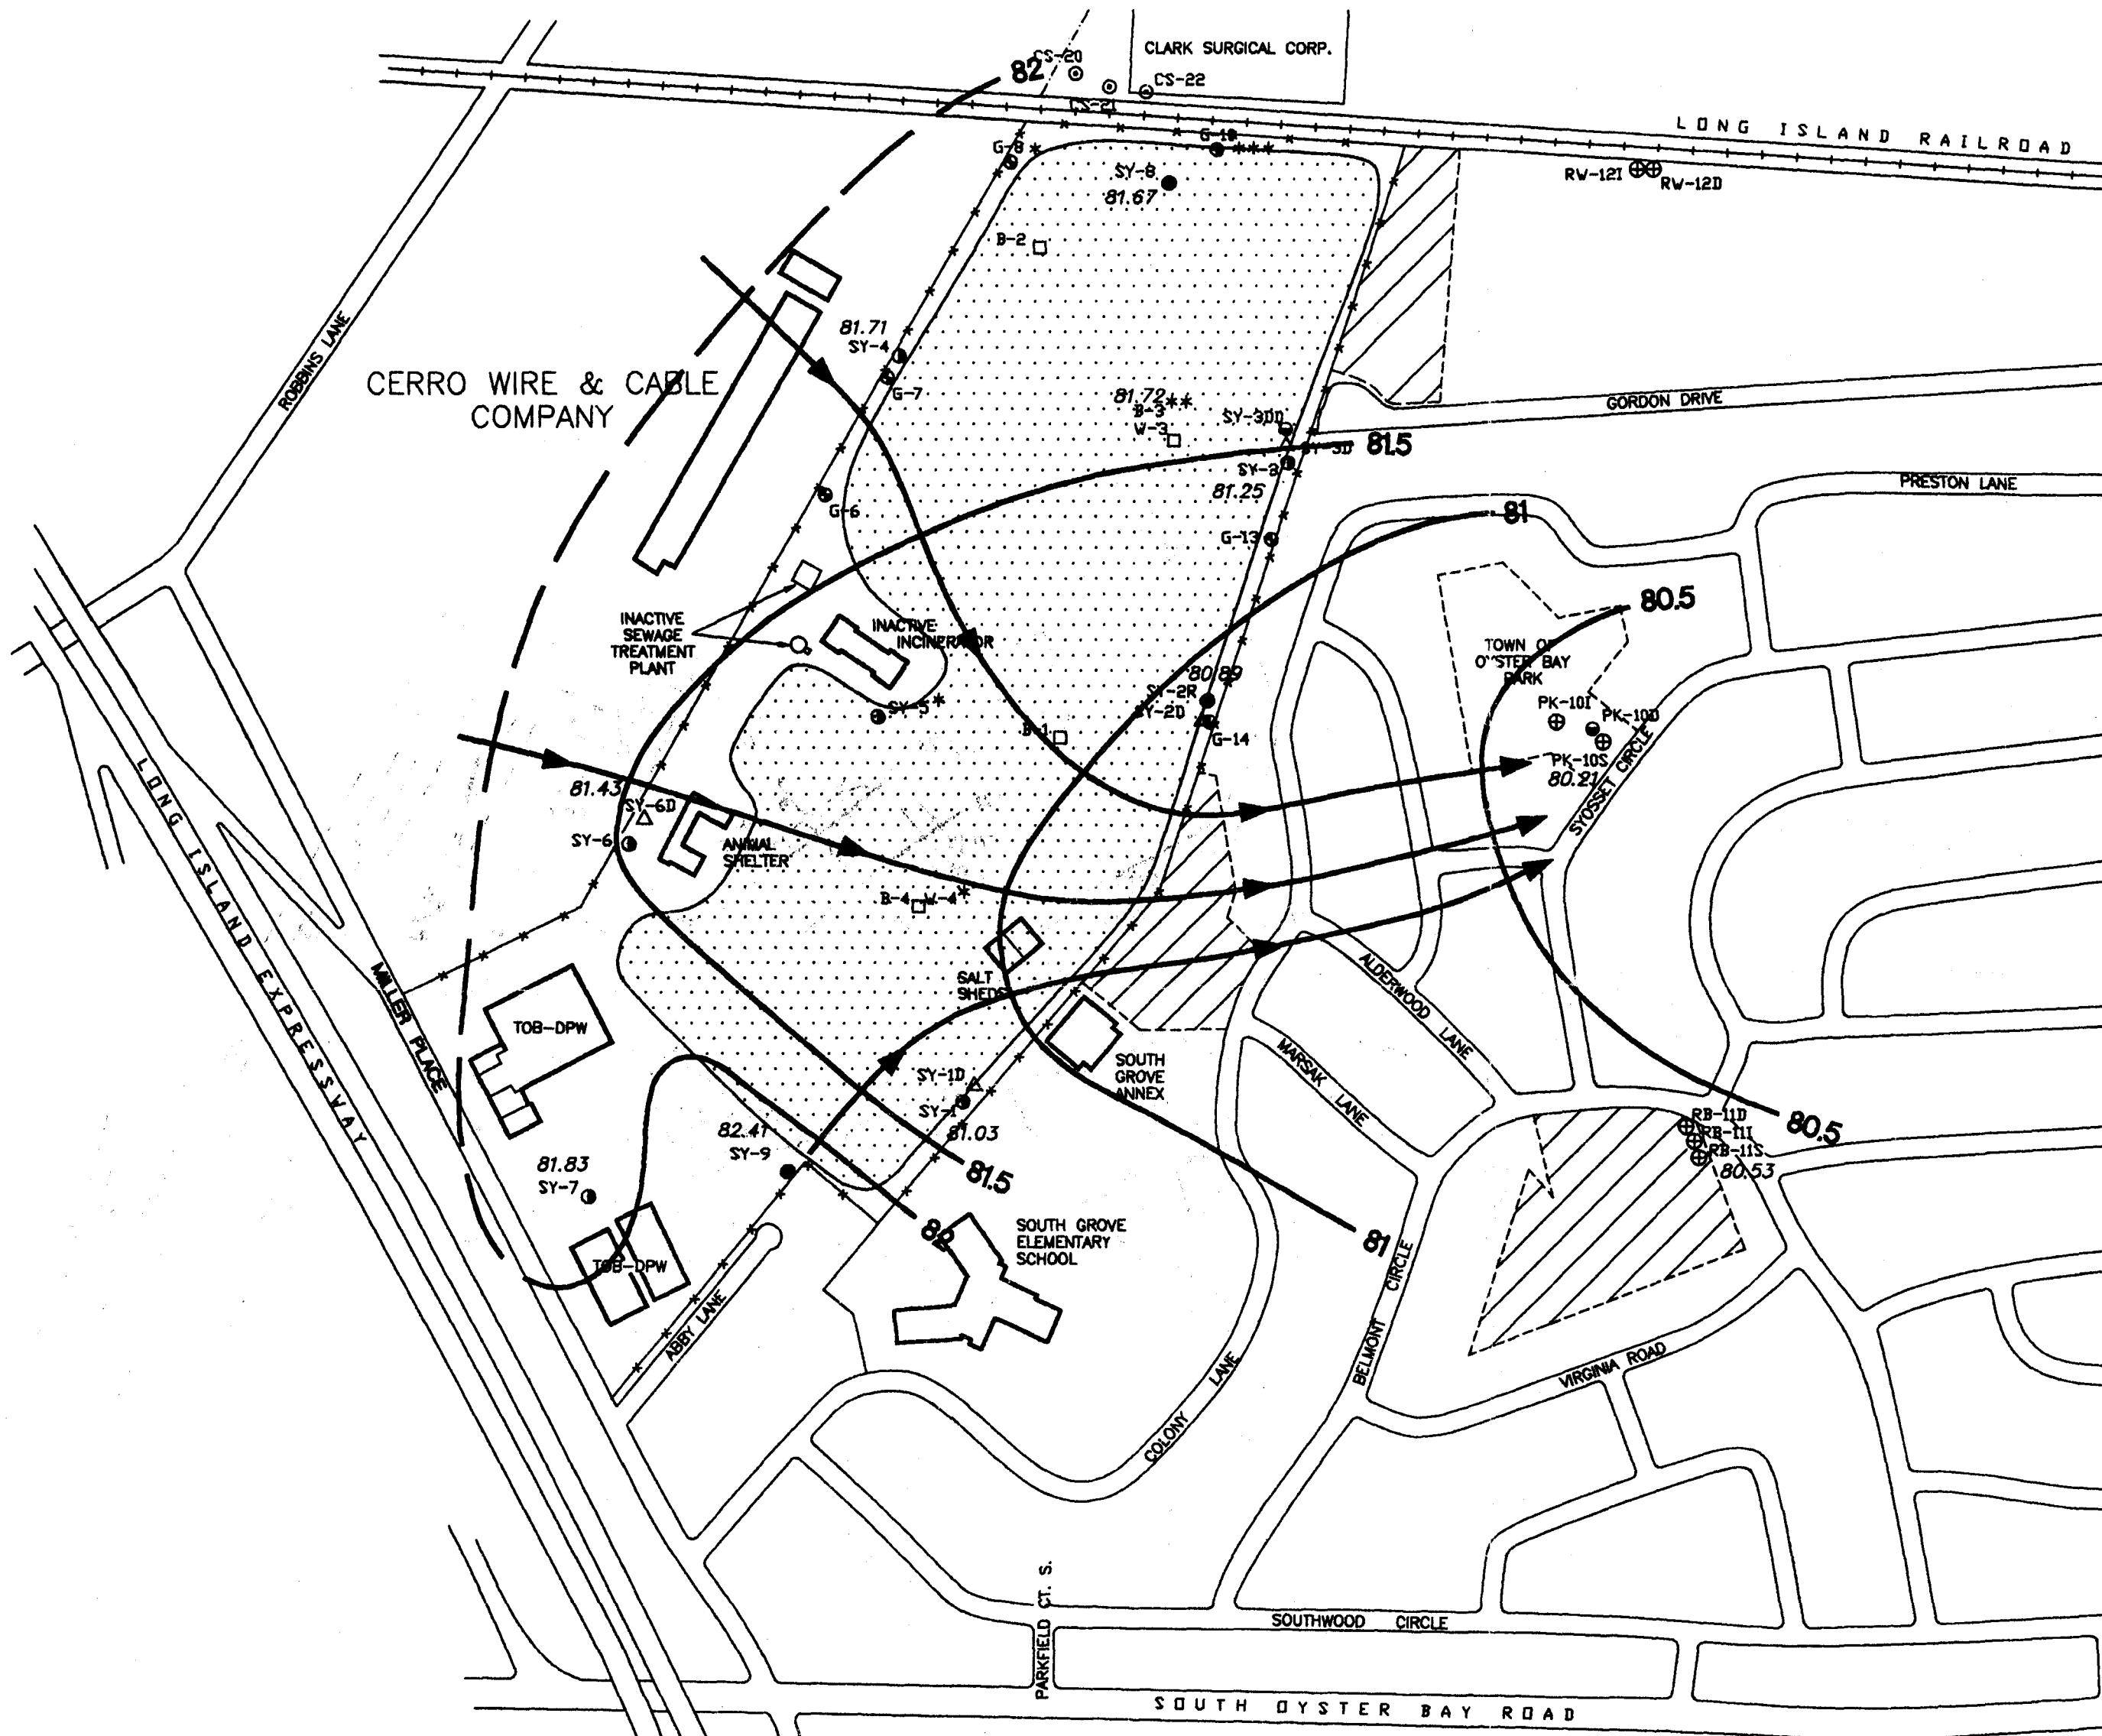 CLARK SURGICAL CORP.
82
CS-20
CS-22
CS-21
LONG ISLAND RAILROAD
G-8 *
***
SY-8
81.67
RW-12I
RW-12D
B-2
ROBBINS LANE
81.71
SY-4
G-7
CERRO WIRE & CABLE
COMPANY
81.72**
B-3
W-3
SY-3DD
SY-3D
81.5
GORDON DRIVE
SY-3
81.25
G-6
PRESTON LANE
81
G-13
80.5
INACTIVE
SEWAGE
TREATMENT
PLANT
INACTIVE
INCINERATOR
TOWN OF
OYSTER BAY
PARK
80.89
SY-2R
SY-2D
G-14
SY-5*
B-1
PK-10I
PK-10D
PK-10S
80.21
SYOSSET CIRCLE
81.43
SY-6D
SY-6
ANIMAL
SHELTER
B-4 W-4 *
LONG ISLAND EXPRESSWAY
MILLER PLACE
TOB-DPW
SALT
SHEDS
ALDERWOOD LANE
MARSAK LANE
SOUTH
GROVE
ANNEX
SY-1D
SY-1
81.03
82.41
SY-9
81.83
SY-7
81.5
82
81
80.5
RB-11D
RB-11I
RB-11S
80.53
TOB-DPW
SOUTH GROVE
ELEMENTARY
SCHOOL
ABBY LANE
COLONY LANE
BELMONT CIRCLE
VIRGINIA ROAD
PARKFIELD CT. S.
SOUTHWOOD CIRCLE
SOUTH OYSTER BAY ROAD